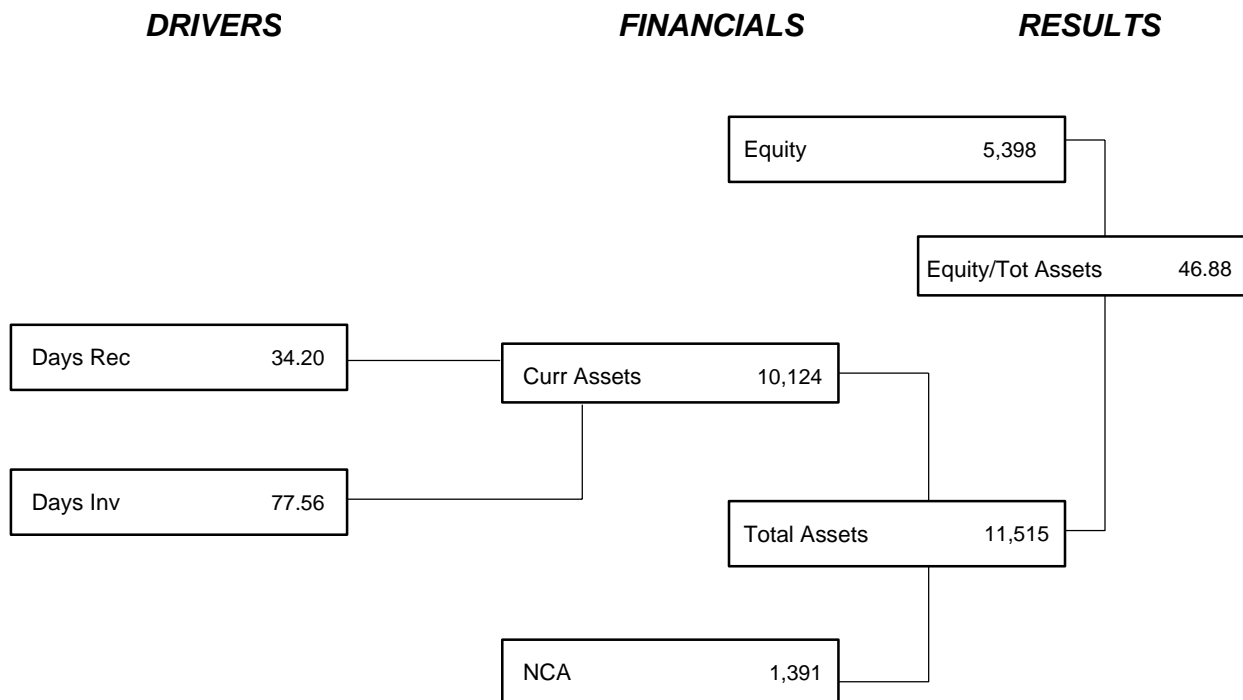 DRIVERS FINANCIALS RESULTS
Equity 5,398
Equity/Tot Assets 46.88
Days Rec 34.20
Curr Assets 10,124
Days Inv 77.56
Total Assets 11,515
NCA 1,391